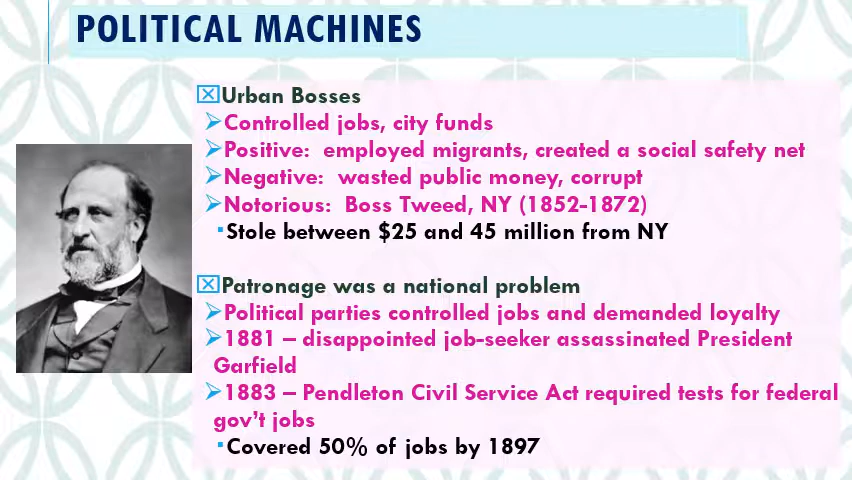 POLITICAL MACHINES
Urban Bosses
Controlled jobs, city funds
Positive: employed migrants, created a social safety net
Negative: wasted public money, corrupt
Notorious: Boss Tweed, NY (1852-1872)
Stole between $25 and 45 million from NY
Patronage was a national problem
Political parties controlled jobs and demanded loyalty
1881 – disappointed job-seeker assassinated President
Garfield
1883 – Pendleton Civil Service Act required tests for federal
gov't jobs
Covered 50% of jobs by 1897